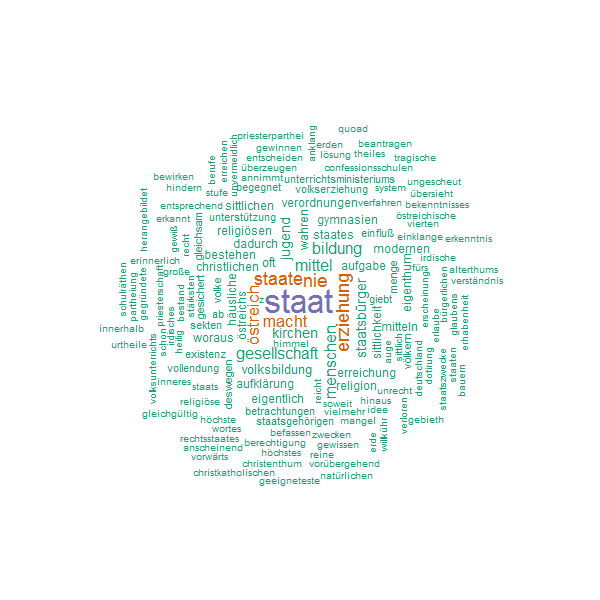 quoad
priesterparthei
anklang
gewinnen
erden
beantragen
unvermeidlich
erreichen
berufe
entscheiden
lösung
theiles
tragische
überzeugen
confessionsschulen
bewirken
annimmt
unterrichtsministeriums
ungescheut
hindern
stufe
begegnet
volkserziehung
system
übersieht
herangebildet
entsprechend
sittlichen
verordnungen
verfahren
bekenntnisses
erkannt
gleichsam
unterstützung
wahren
gymnasien
östreichische
vierten
gewiß
recht
religiösen
jugend
staates
einfluß
einklange
erkenntnis
dadurch
bildung
modernen
erinnerlich
bestehen
oft
mittel
aufgabe
menge
eigenthum
fügt
irdische
schulräthen
partheiung
gegründete
priesterschaft
große
christlichen
staaten
nie
erziehung
giebt
alterthums
verständnis
bestand
stärksten
gesichert
volke
häusliche
östreichs
z
staat
staatsbürger
sittlichkeit
erscheinung
bürgerlichen
glaubens
erhabenheit
innerhalb
schon
irdisches
heilig
sekten
ab
östreich
macht
mitteln
erlaube
urtheile
woraus
kirchen
himmel
menschen
auge
sittlich
völkern
deutschland
dotirung
staatszwecke
staaten
bauern
volksunterrichts
existenz
gesellschaft
vollendung
volksbildung
erreichung
inneres
staats
deswegen
aufklärung
reicht
religion
unrecht
religiöse
eigentlich
soweit
hinaus
verloren
gleichgültig
höchste
betrachtungen
vielmehr
idee
gebieth
wortes
staatsgehörigen
mangel
willkühr
erde
rechtsstaates
befassen
zwecken
anscheinend
berechtigung
gewissen
vorwärts
höchstes
reine
christenthum
vorübergehend
christkatholischen
natürlichen
geeigneteste